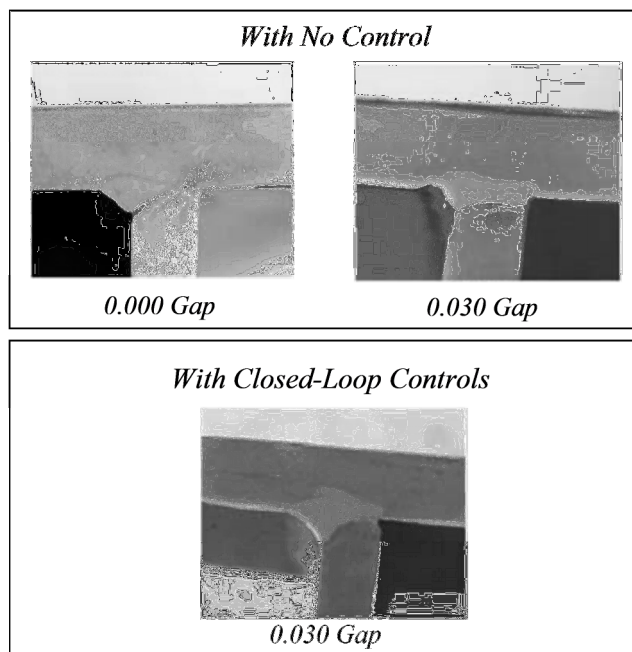 With No Control
0.000 Gap
0.030 Gap
With Closed-Loop Controls
0.030 Gap